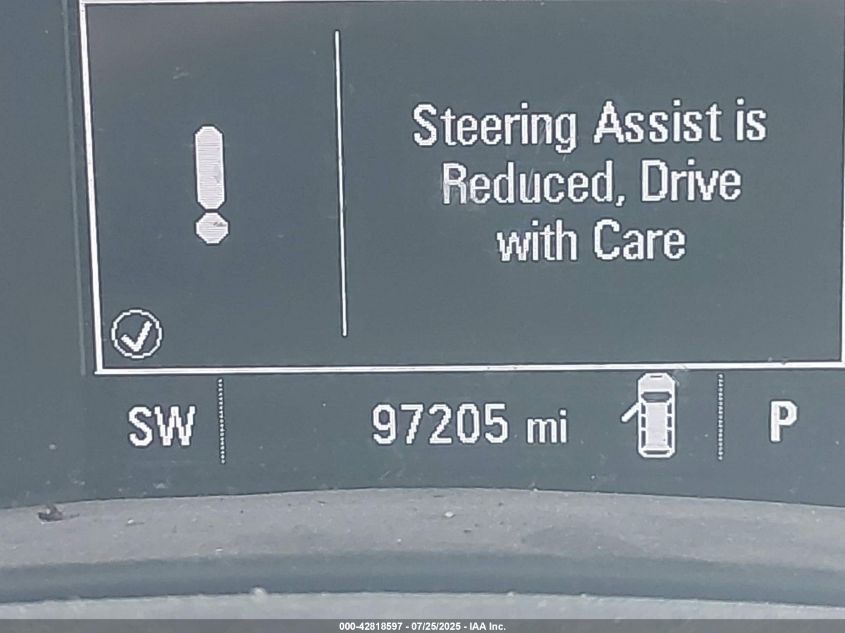 Steering Assist is
Reduced, Drive
with Care
SW
97205 mi
P
000-42818597 - 07/25/2025 - IAA Inc.